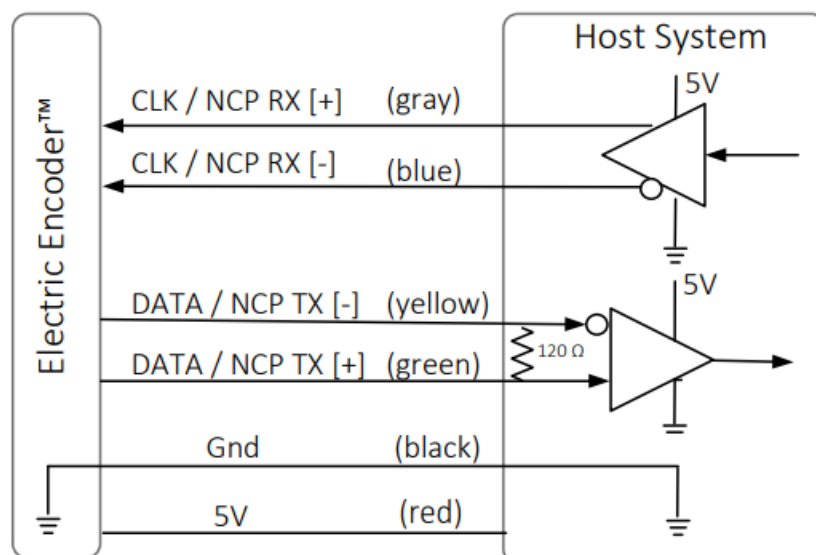 Host System
Electric Encoder™
5V
CLK / NCP RX [+] (gray)
CLK / NCP RX [-] (blue)
5V
DATA / NCP TX [-] (yellow)
120 Ω
DATA / NCP TX [+] (green)
Gnd (black)
5V (red)